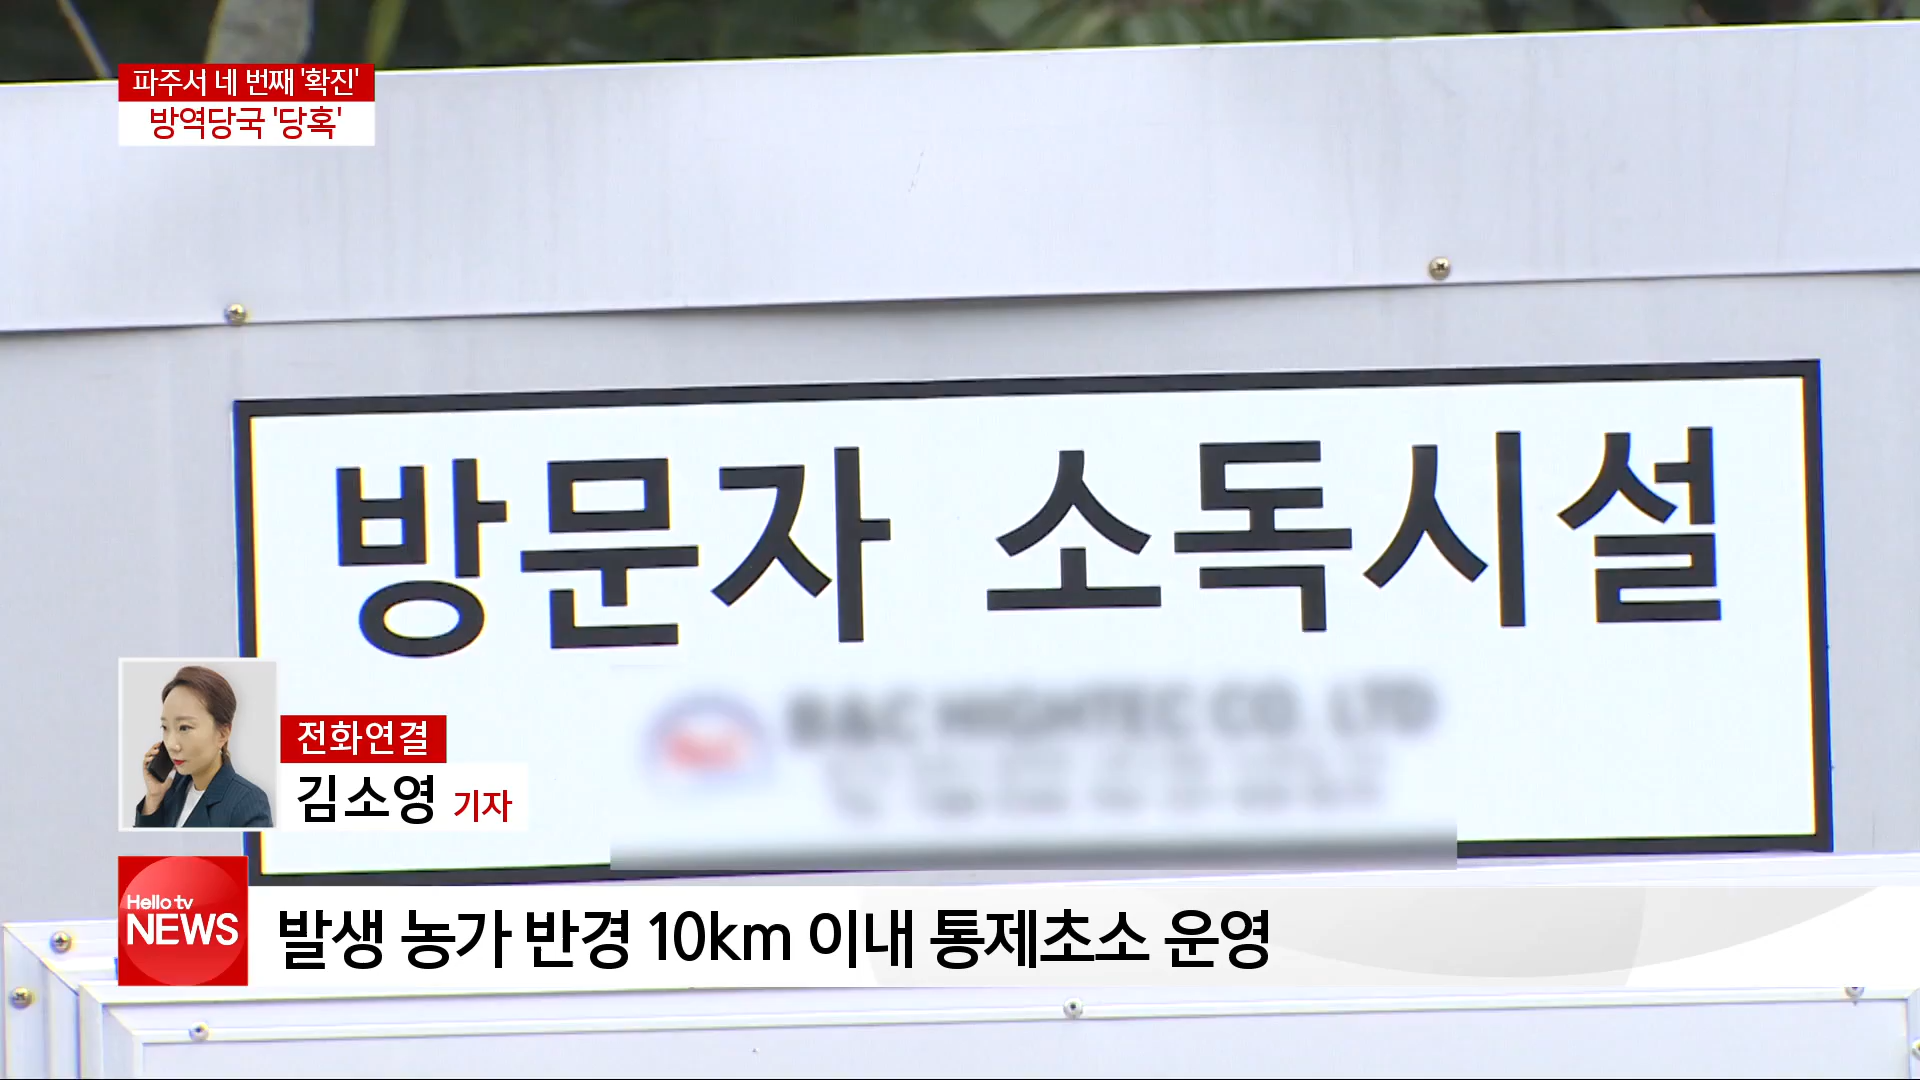 파주서 네 번째 '확진'
방역당국 '당혹'
방문자 소독시설
전화연결
김소영 기자
Hello tv
NEWS
발생 농가 반경 10km 이내 통제초소 운영